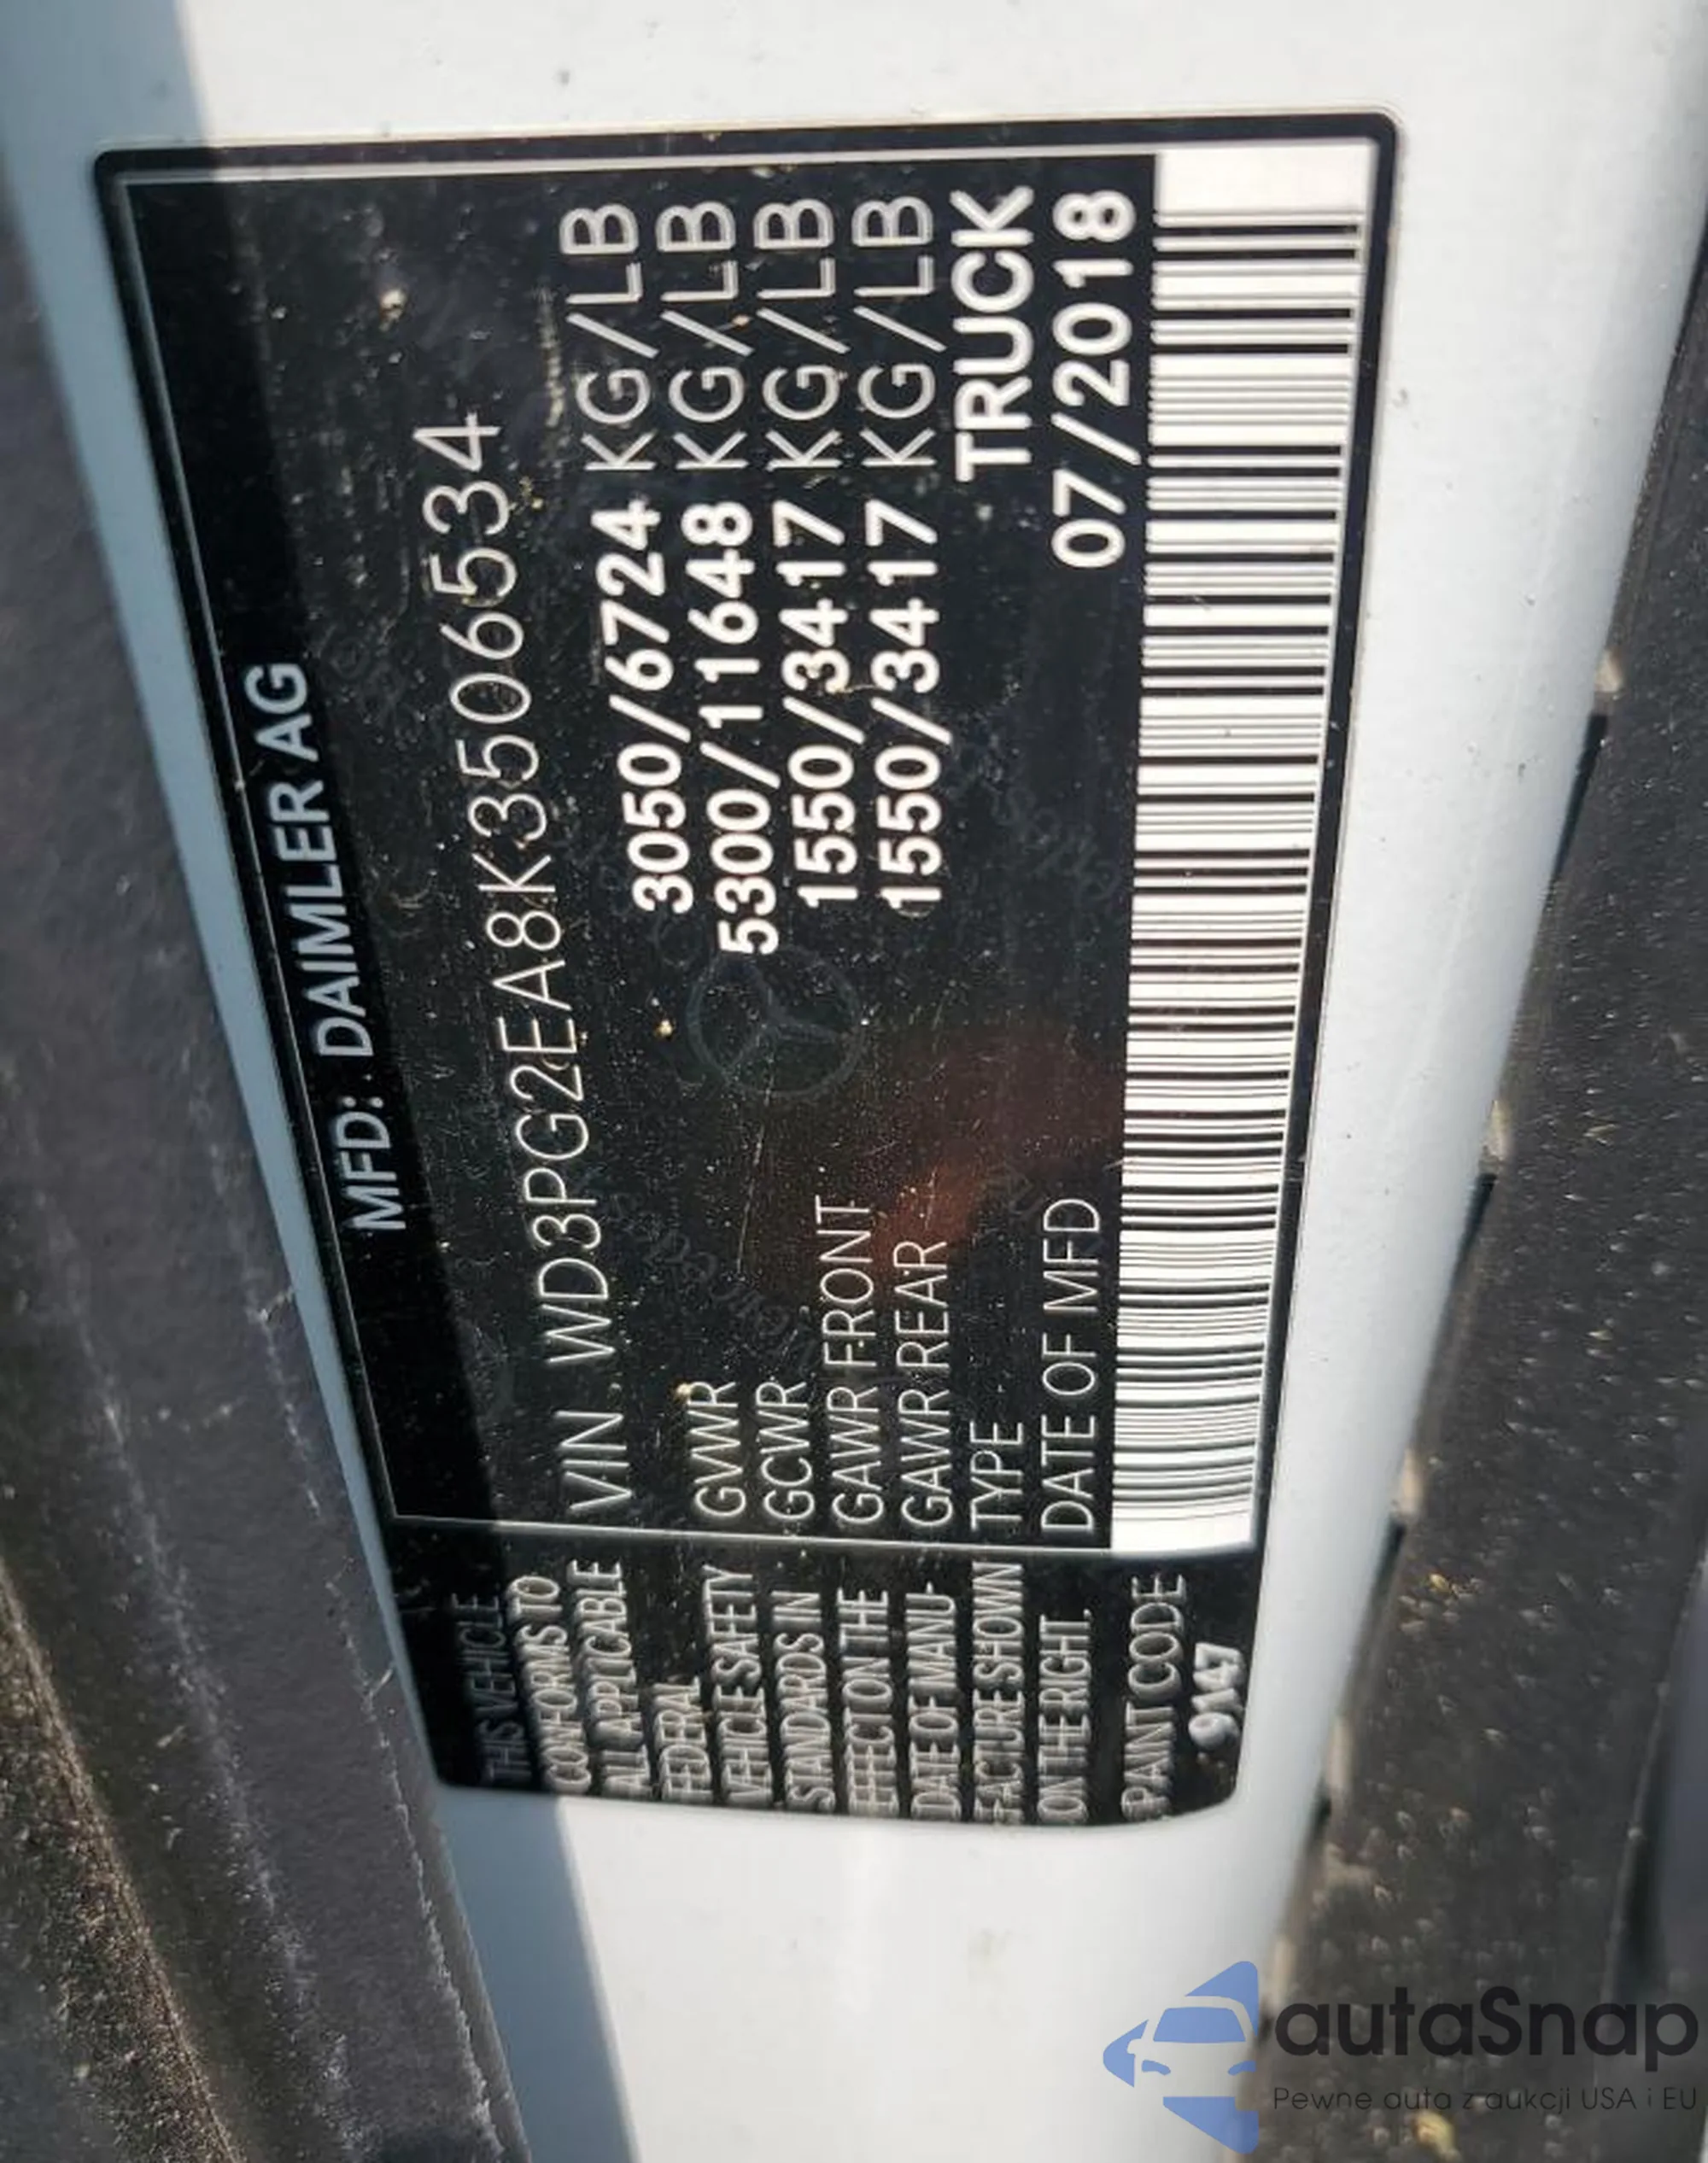 MFD: DAIMLER AG
VIN. WD3PG2EA8K3506534
GVWR 3050/6724 KG/LB
GCWR 5300/11648 KG/LB
GAWR FRONT 1550/3417 KG/LB
GAWR REAR 1550/3417 KG/LB
TYPE TRUCK
DATE OF MFD 07/2018
THIS VEHICLE
CONFORMS TO
ALL APPLICABLE
FEDERAL
VEHICLE SAFETY
STANDARDS IN
EFFECT ON THE
DATE OF MANU-
FACTURE SHOWN
ON THE RIGHT.
PAINT CODE
9147
autaSnap
Pewne auta z aukcji USA i EU